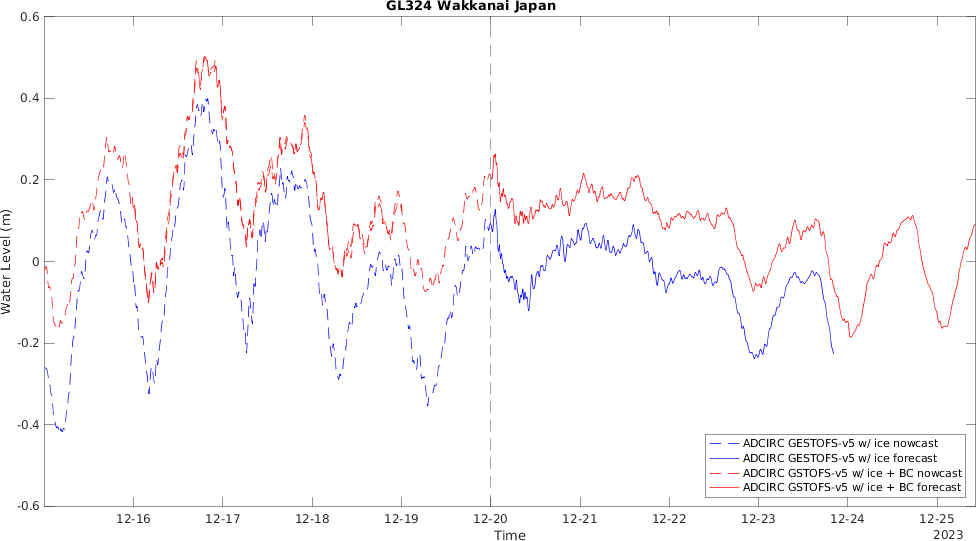 GL324 Wakkanai Japan
0.6
0.4
0.2
0
-0.2
-0.4
-0.6
Water Level (m)
12-16
12-17
12-18
12-19
12-20
12-21
12-22
12-23
12-24
12-25
2023
Time
ADCIRC GESTOFS-v5 w/ ice nowcast
ADCIRC GESTOFS-v5 w/ ice forecast
ADCIRC GSTOFS-v5 w/ ice + BC nowcast
ADCIRC GSTOFS-v5 w/ ice + BC forecast